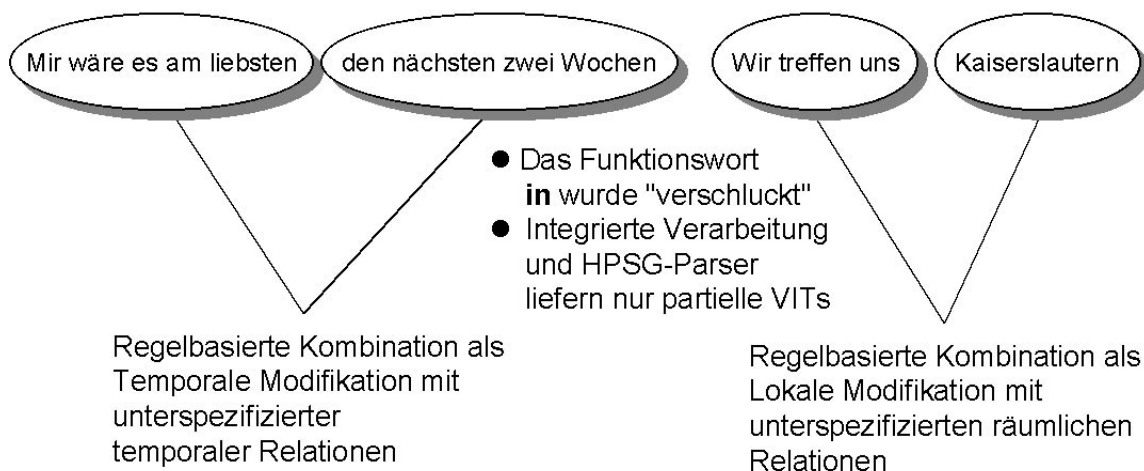 Mir wäre es am liebsten
den nächsten zwei Wochen
Wir treffen uns
Kaiserslautern
● Das Funktionswort
in wurde "verschluckt"
● Integrierte Verarbeitung
und HPSG-Parser
liefern nur partielle VITs
Regelbasierte Kombination als
Temporale Modifikation mit
unterspezifizierter
temporaler Relationen
Regelbasierte Kombination als
Lokale Modifikation mit
unterspezifizierten räumlichen
Relationen